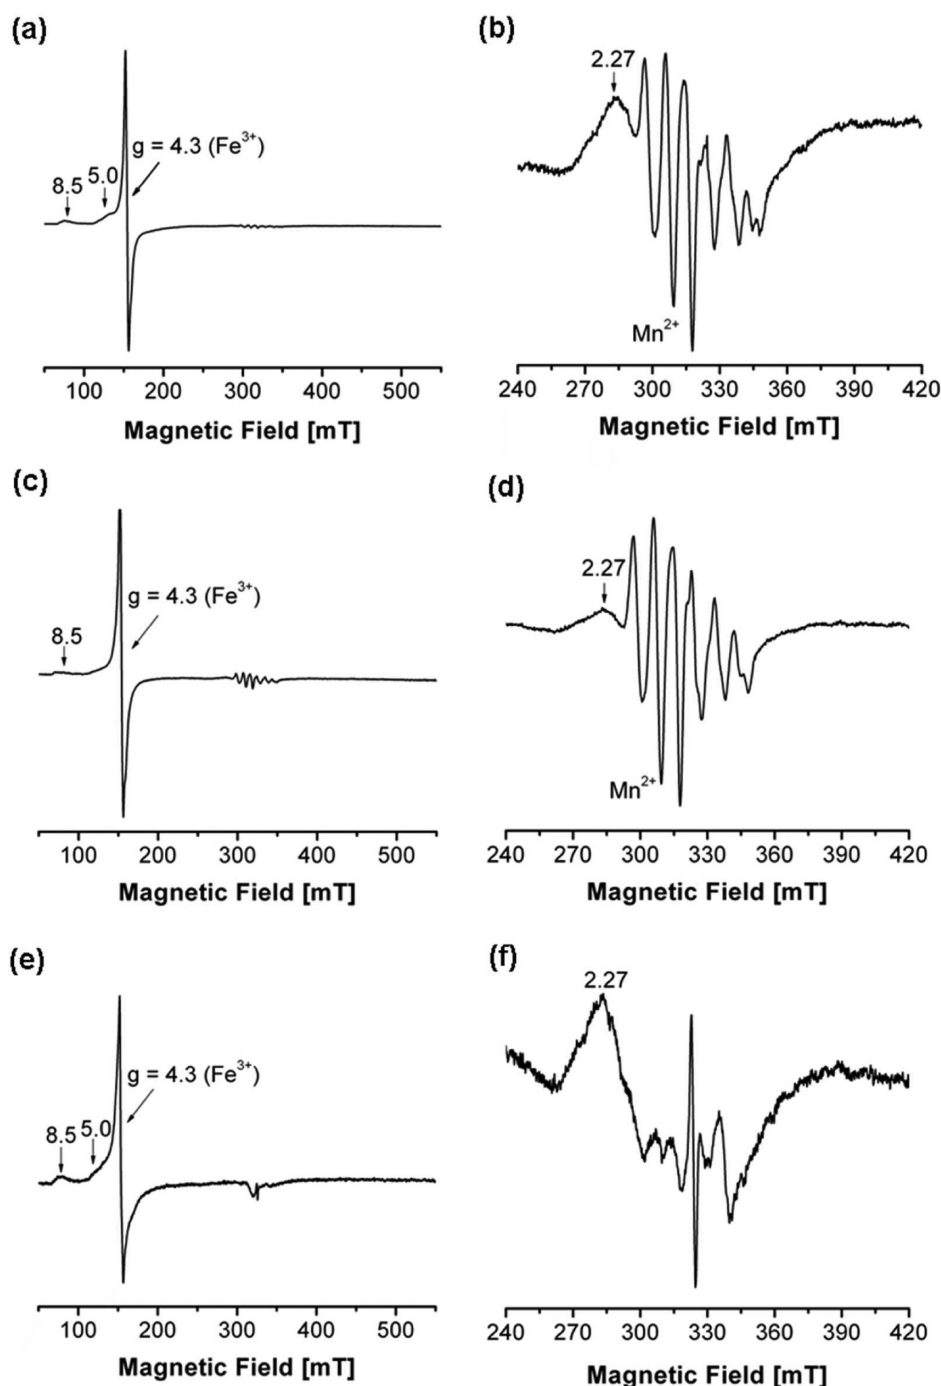 (a)
8.5
5.0
g = 4.3 (Fe³⁺)
100 200 300 400 500
Magnetic Field [mT]
(b)
2.27
Mn²⁺
240 270 300 330 360 390 420
Magnetic Field [mT]
(c)
8.5
g = 4.3 (Fe³⁺)
100 200 300 400 500
Magnetic Field [mT]
(d)
2.27
Mn²⁺
240 270 300 330 360 390 420
Magnetic Field [mT]
(e)
8.5
5.0
g = 4.3 (Fe³⁺)
100 200 300 400 500
Magnetic Field [mT]
(f)
2.27
240 270 300 330 360 390 420
Magnetic Field [mT]